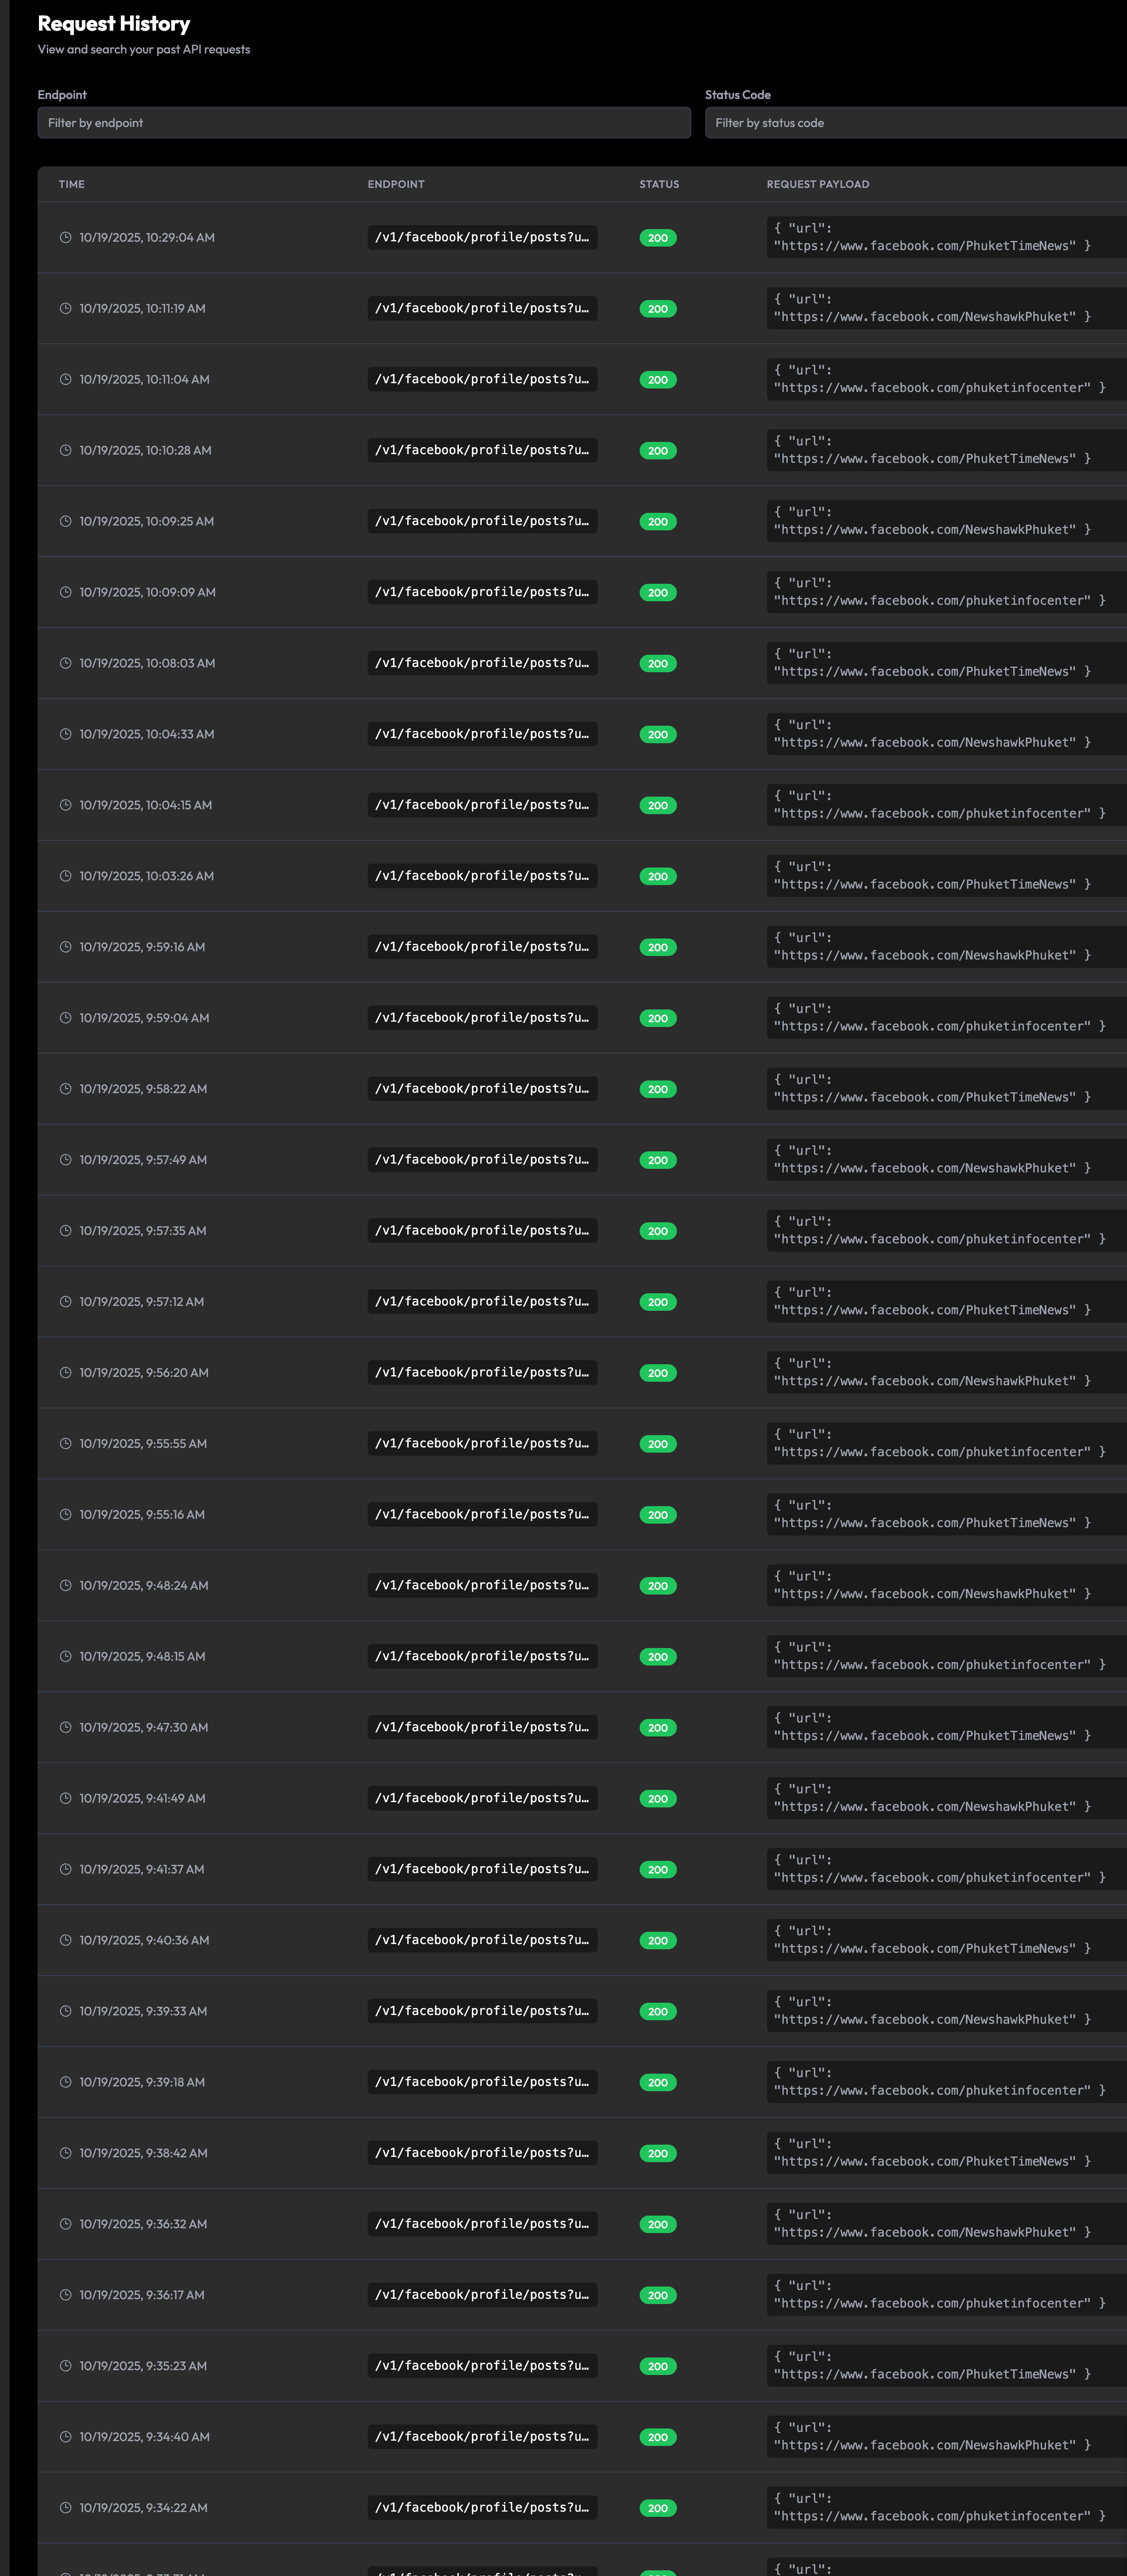 Request History
View and search your past API requests
Endpoint Status Code
Filter by endpoint Filter by status code
TIME ENDPOINT STATUS REQUEST PAYLOAD
10/19/2025, 10:29:04 AM /v1/facebook/profile/posts?u… 200 { "url":
"https://www.facebook.com/PhuketTimeNews" }
10/19/2025, 10:11:19 AM /v1/facebook/profile/posts?u… 200 { "url":
"https://www.facebook.com/NewshawkPhuket" }
10/19/2025, 10:11:04 AM /v1/facebook/profile/posts?u… 200 { "url":
"https://www.facebook.com/phuketinfocenter" }
10/19/2025, 10:10:28 AM /v1/facebook/profile/posts?u… 200 { "url":
"https://www.facebook.com/PhuketTimeNews" }
10/19/2025, 10:09:25 AM /v1/facebook/profile/posts?u… 200 { "url":
"https://www.facebook.com/NewshawkPhuket" }
10/19/2025, 10:09:09 AM /v1/facebook/profile/posts?u… 200 { "url":
"https://www.facebook.com/phuketinfocenter" }
10/19/2025, 10:08:03 AM /v1/facebook/profile/posts?u… 200 { "url":
"https://www.facebook.com/PhuketTimeNews" }
10/19/2025, 10:04:33 AM /v1/facebook/profile/posts?u… 200 { "url":
"https://www.facebook.com/NewshawkPhuket" }
10/19/2025, 10:04:15 AM /v1/facebook/profile/posts?u… 200 { "url":
"https://www.facebook.com/phuketinfocenter" }
10/19/2025, 10:03:26 AM /v1/facebook/profile/posts?u… 200 { "url":
"https://www.facebook.com/PhuketTimeNews" }
10/19/2025, 9:59:16 AM /v1/facebook/profile/posts?u… 200 { "url":
"https://www.facebook.com/NewshawkPhuket" }
10/19/2025, 9:59:04 AM /v1/facebook/profile/posts?u… 200 { "url":
"https://www.facebook.com/phuketinfocenter" }
10/19/2025, 9:58:22 AM /v1/facebook/profile/posts?u… 200 { "url":
"https://www.facebook.com/PhuketTimeNews" }
10/19/2025, 9:57:49 AM /v1/facebook/profile/posts?u… 200 { "url":
"https://www.facebook.com/NewshawkPhuket" }
10/19/2025, 9:57:35 AM /v1/facebook/profile/posts?u… 200 { "url":
"https://www.facebook.com/phuketinfocenter" }
10/19/2025, 9:57:12 AM /v1/facebook/profile/posts?u… 200 { "url":
"https://www.facebook.com/PhuketTimeNews" }
10/19/2025, 9:56:20 AM /v1/facebook/profile/posts?u… 200 { "url":
"https://www.facebook.com/NewshawkPhuket" }
10/19/2025, 9:55:55 AM /v1/facebook/profile/posts?u… 200 { "url":
"https://www.facebook.com/phuketinfocenter" }
10/19/2025, 9:55:16 AM /v1/facebook/profile/posts?u… 200 { "url":
"https://www.facebook.com/PhuketTimeNews" }
10/19/2025, 9:48:24 AM /v1/facebook/profile/posts?u… 200 { "url":
"https://www.facebook.com/NewshawkPhuket" }
10/19/2025, 9:48:15 AM /v1/facebook/profile/posts?u… 200 { "url":
"https://www.facebook.com/phuketinfocenter" }
10/19/2025, 9:47:30 AM /v1/facebook/profile/posts?u… 200 { "url":
"https://www.facebook.com/PhuketTimeNews" }
10/19/2025, 9:41:49 AM /v1/facebook/profile/posts?u… 200 { "url":
"https://www.facebook.com/NewshawkPhuket" }
10/19/2025, 9:41:37 AM /v1/facebook/profile/posts?u… 200 { "url":
"https://www.facebook.com/phuketinfocenter" }
10/19/2025, 9:40:36 AM /v1/facebook/profile/posts?u… 200 { "url":
"https://www.facebook.com/PhuketTimeNews" }
10/19/2025, 9:39:33 AM /v1/facebook/profile/posts?u… 200 { "url":
"https://www.facebook.com/NewshawkPhuket" }
10/19/2025, 9:39:18 AM /v1/facebook/profile/posts?u… 200 { "url":
"https://www.facebook.com/phuketinfocenter" }
10/19/2025, 9:38:42 AM /v1/facebook/profile/posts?u… 200 { "url":
"https://www.facebook.com/PhuketTimeNews" }
10/19/2025, 9:36:32 AM /v1/facebook/profile/posts?u… 200 { "url":
"https://www.facebook.com/NewshawkPhuket" }
10/19/2025, 9:36:17 AM /v1/facebook/profile/posts?u… 200 { "url":
"https://www.facebook.com/phuketinfocenter" }
10/19/2025, 9:35:23 AM /v1/facebook/profile/posts?u… 200 { "url":
"https://www.facebook.com/PhuketTimeNews" }
10/19/2025, 9:34:40 AM /v1/facebook/profile/posts?u… 200 { "url":
"https://www.facebook.com/NewshawkPhuket" }
10/19/2025, 9:34:22 AM /v1/facebook/profile/posts?u… 200 { "url":
"https://www.facebook.com/phuketinfocenter" }
{ "url":